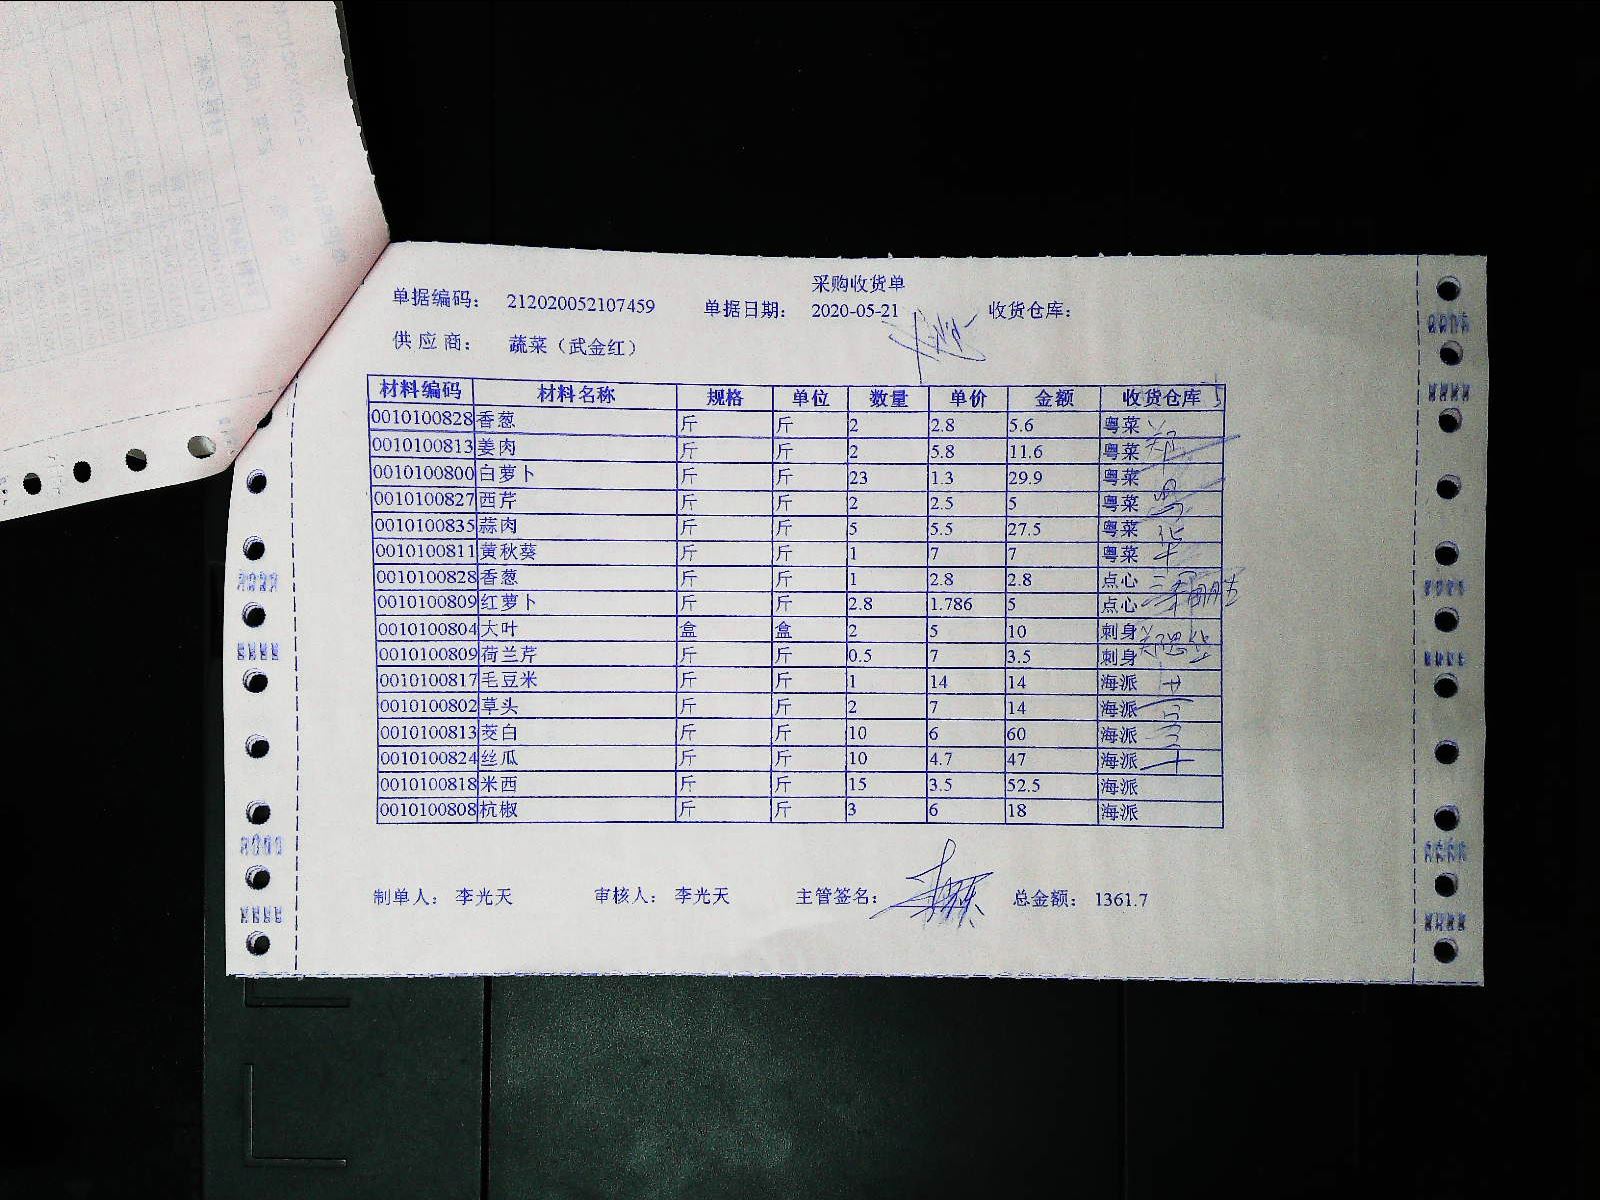 采购收货单
单据编码： 212020052107459 单据日期： 2020-05-21 收货仓库：
供 应 商： 蔬菜（武金红）
材料编码 材料名称 规格 单位 数量 单价 金额 收货仓库
0010100828 香葱 斤 斤 2 2.8 5.6 粤菜
0010100813 姜肉 斤 斤 2 5.8 11.6 粤菜
0010100800 白萝卜 斤 斤 23 1.3 29.9 粤菜
0010100827 西芹 斤 斤 2 2.5 5 粤菜
0010100835 蒜肉 斤 斤 5 5.5 27.5 粤菜
0010100811 黄秋葵 斤 斤 1 7 7 粤菜
0010100828 香葱 斤 斤 1 2.8 2.8 点心
0010100809 红萝卜 斤 斤 2.8 1.786 5 点心
0010100804 大叶 盒 盒 2 5 10 刺身
0010100809 荷兰芹 斤 斤 0.5 7 3.5 刺身
0010100817 毛豆米 斤 斤 1 14 14 海派
0010100802 草头 斤 斤 2 7 14 海派
0010100813 茭白 斤 斤 10 6 60 海派
0010100824 丝瓜 斤 斤 10 4.7 47 海派
0010100818 米西 斤 斤 15 3.5 52.5 海派
0010100808 杭椒 斤 斤 3 6 18 海派
制单人： 李光天 审核人： 李光天 主管签名： 总金额： 1361.7